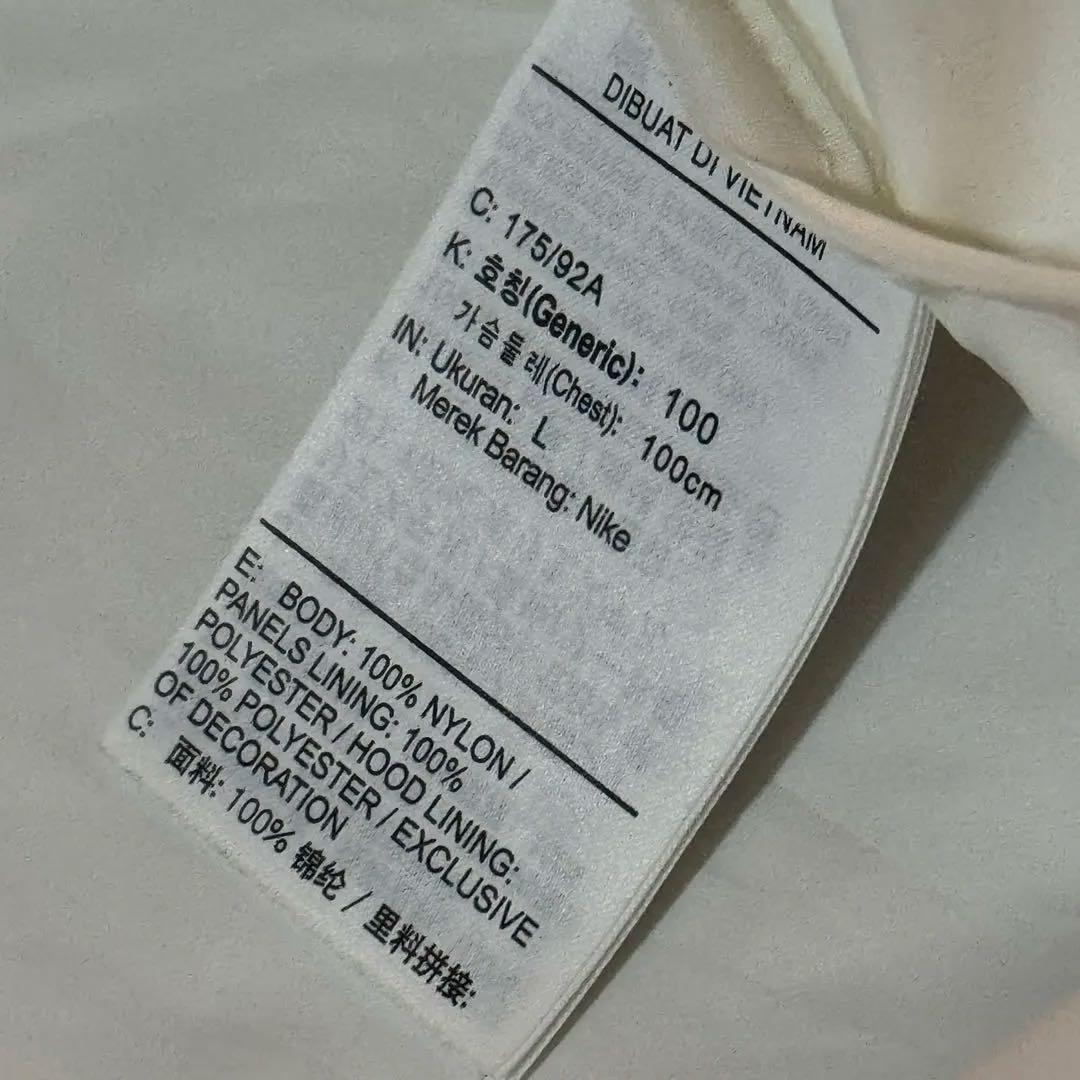 DIBUAT DI VIETNAM
C: 175/92A
K: 호칭(Generic): 100
가슴둘레(Chest): 100cm
IN: Ukuran: L
Merek Barang: Nike
E: BODY: 100% NYLON /
PANELS LINING: 100%
POLYESTER / HOOD LINING:
100% POLYESTER / EXCLUSIVE
OF DECORATION
C: 面料: 100% 锦纶 / 里料拼接: